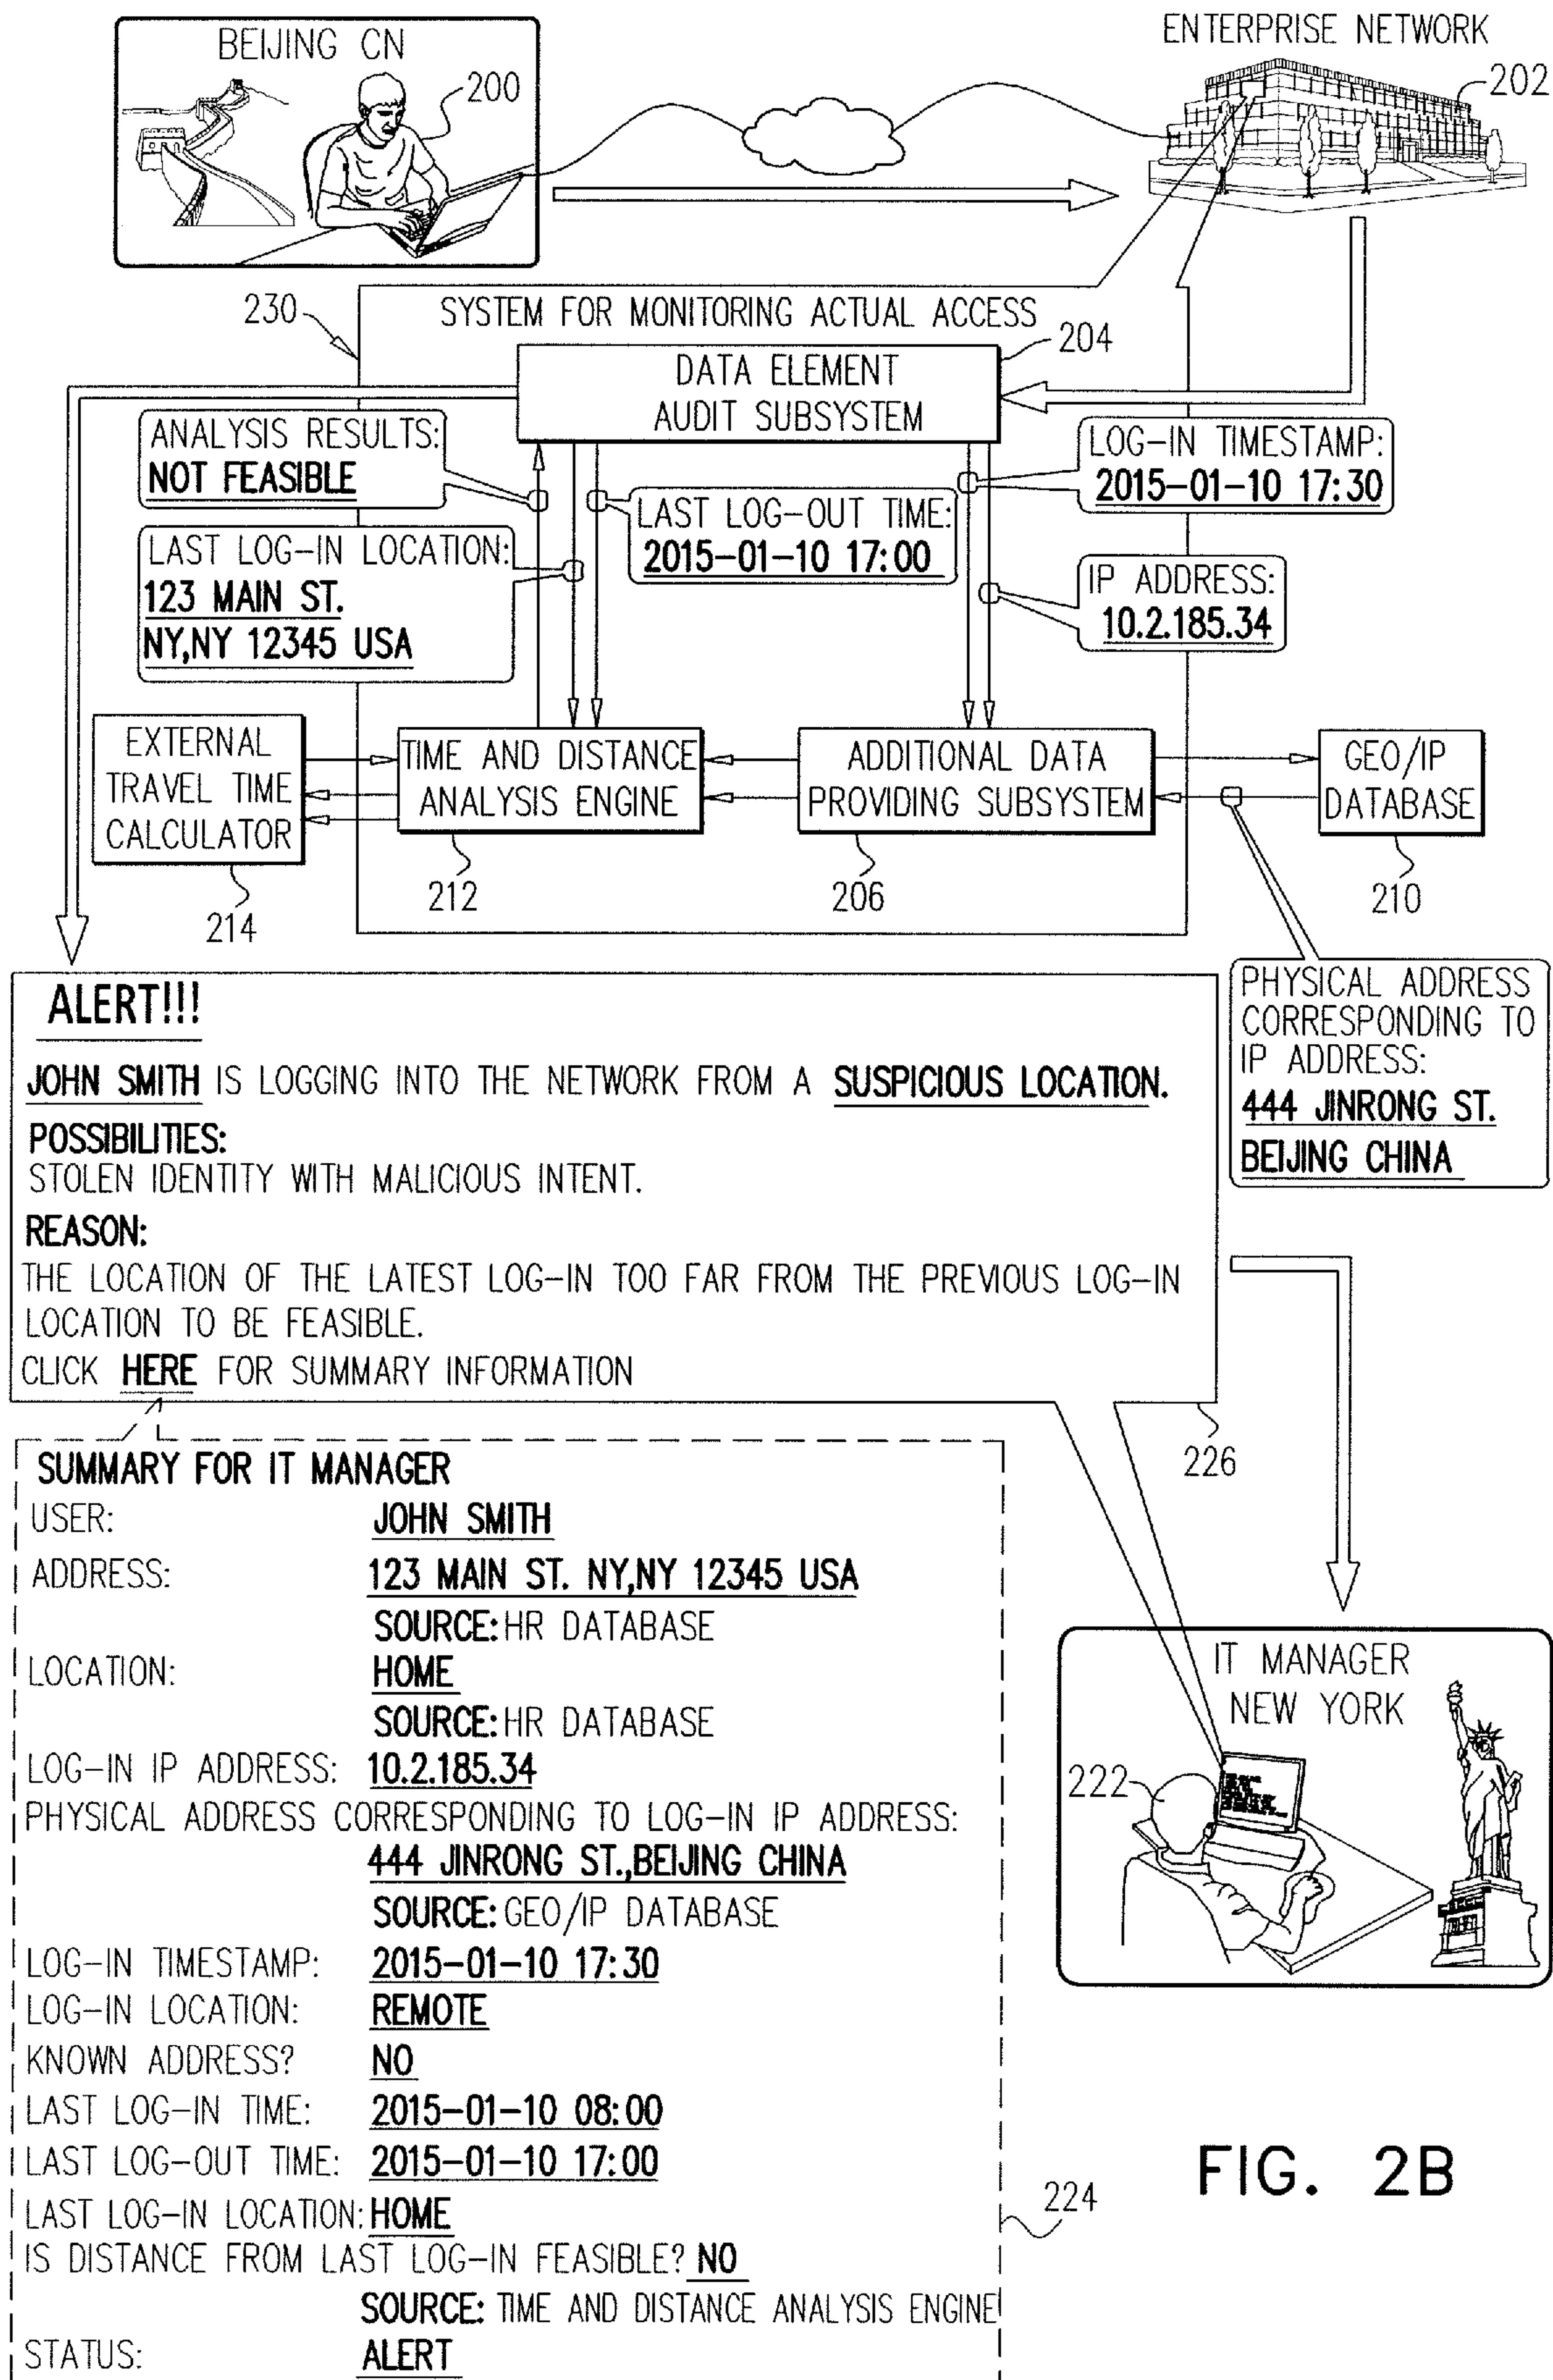 BEIJING CN
200
ENTERPRISE NETWORK
202
230
SYSTEM FOR MONITORING ACTUAL ACCESS
204
DATA ELEMENT
AUDIT SUBSYSTEM
ANALYSIS RESULTS:
NOT FEASIBLE
LAST LOG-IN LOCATION:
123 MAIN ST.
NY,NY 12345 USA
LAST LOG-OUT TIME:
2015-01-10 17:00
LOG-IN TIMESTAMP:
2015-01-10 17:30
IP ADDRESS:
10.2.185.34
EXTERNAL
TRAVEL TIME
CALCULATOR
214
TIME AND DISTANCE
ANALYSIS ENGINE
212
ADDITIONAL DATA
PROVIDING SUBSYSTEM
206
GEO/IP
DATABASE
210
PHYSICAL ADDRESS
CORRESPONDING TO
IP ADDRESS:
444 JINRONG ST.
BEIJING CHINA
ALERT!!!
JOHN SMITH IS LOGGING INTO THE NETWORK FROM A SUSPICIOUS LOCATION.
POSSIBILITIES:
STOLEN IDENTITY WITH MALICIOUS INTENT.
REASON:
THE LOCATION OF THE LATEST LOG-IN TOO FAR FROM THE PREVIOUS LOG-IN
LOCATION TO BE FEASIBLE.
CLICK HERE FOR SUMMARY INFORMATION
226
SUMMARY FOR IT MANAGER
USER: JOHN SMITH
ADDRESS: 123 MAIN ST. NY,NY 12345 USA
SOURCE: HR DATABASE
LOCATION: HOME
SOURCE: HR DATABASE
LOG-IN IP ADDRESS: 10.2.185.34
PHYSICAL ADDRESS CORRESPONDING TO LOG-IN IP ADDRESS:
444 JINRONG ST.,BEIJING CHINA
SOURCE: GEO/IP DATABASE
LOG-IN TIMESTAMP: 2015-01-10 17:30
LOG-IN LOCATION: REMOTE
KNOWN ADDRESS? NO
LAST LOG-IN TIME: 2015-01-10 08:00
LAST LOG-OUT TIME: 2015-01-10 17:00
LAST LOG-IN LOCATION: HOME
IS DISTANCE FROM LAST LOG-IN FEASIBLE? NO
SOURCE: TIME AND DISTANCE ANALYSIS ENGINE
STATUS: ALERT
224
IT MANAGER
NEW YORK
222
FIG. 2B